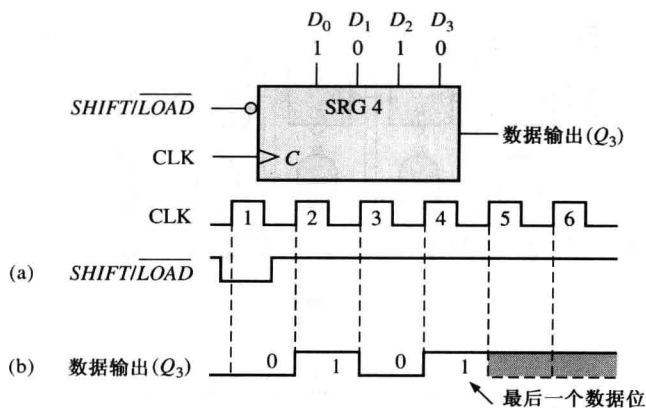 D₀ D₁ D₂ D₃
1 0 1 0
SHIFT/LOAD
SRG 4
数据输出(Q₃)
CLK
C
CLK
1 2 3 4 5 6
(a) SHIFT/LOAD
(b) 数据输出(Q₃)
0 1 0 1
最后一个数据位